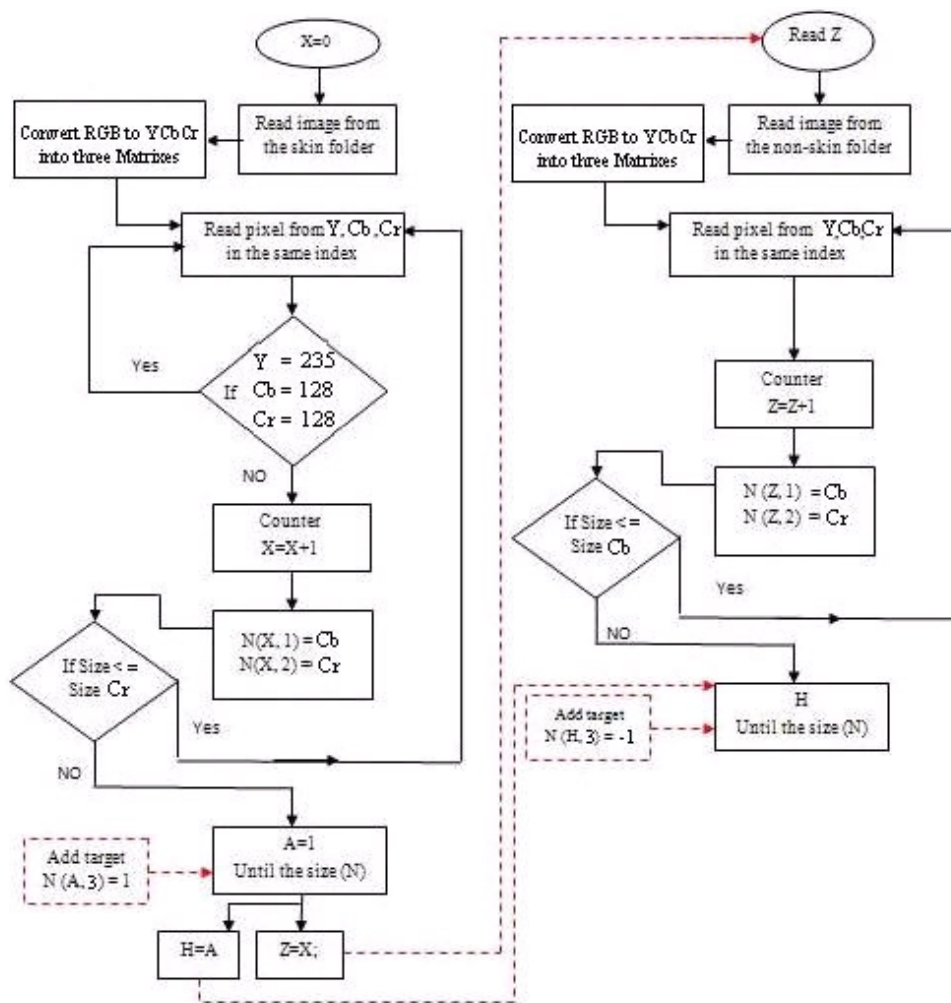 X=0
Read image from
the skin folder
Convert RGB to YCbCr
into three Matrixes
Read pixel from Y, Cb ,Cr
in the same index
Yes
If
Y = 235
Cb = 128
Cr = 128
NO
Counter
X=X+1
N(X, 1) = Cb
N(X, 2) = Cr
If Size < =
Size Cr
Yes
NO
A=1
Until the size (N)
Add target
N (A, 3) = 1
H=A
Z=X;
Read Z
Read image from
the non-skin folder
Convert RGB to YCbCr
into three Matrixes
Read pixel from Y,Cb,Cr
in the same index
Counter
Z=Z+1
N (Z, 1) = Cb
N (Z, 2) = Cr
If Size < =
Size Cb
Yes
NO
H
Until the size (N)
Add target
N (H, 3) = -1